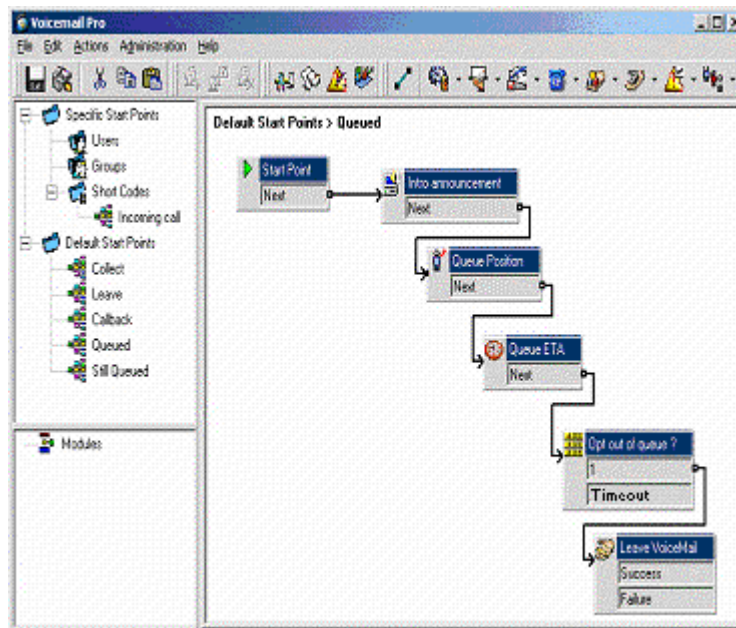 Voicemail Pro
File Edit Actions Administration Help
Specific Start Points
Users
Groups
Short Codes
Incoming call
Default Start Points
Collect
Leave
Callback
Queued
Still Queued
Modules
Default Start Points > Queued
Start Point
Next
Intro announcement
Next
Queue Position
Next
Queue ETA
Next
Opt out of queue ?
1
Timeout
Leave VoiceMail
Success
Failure